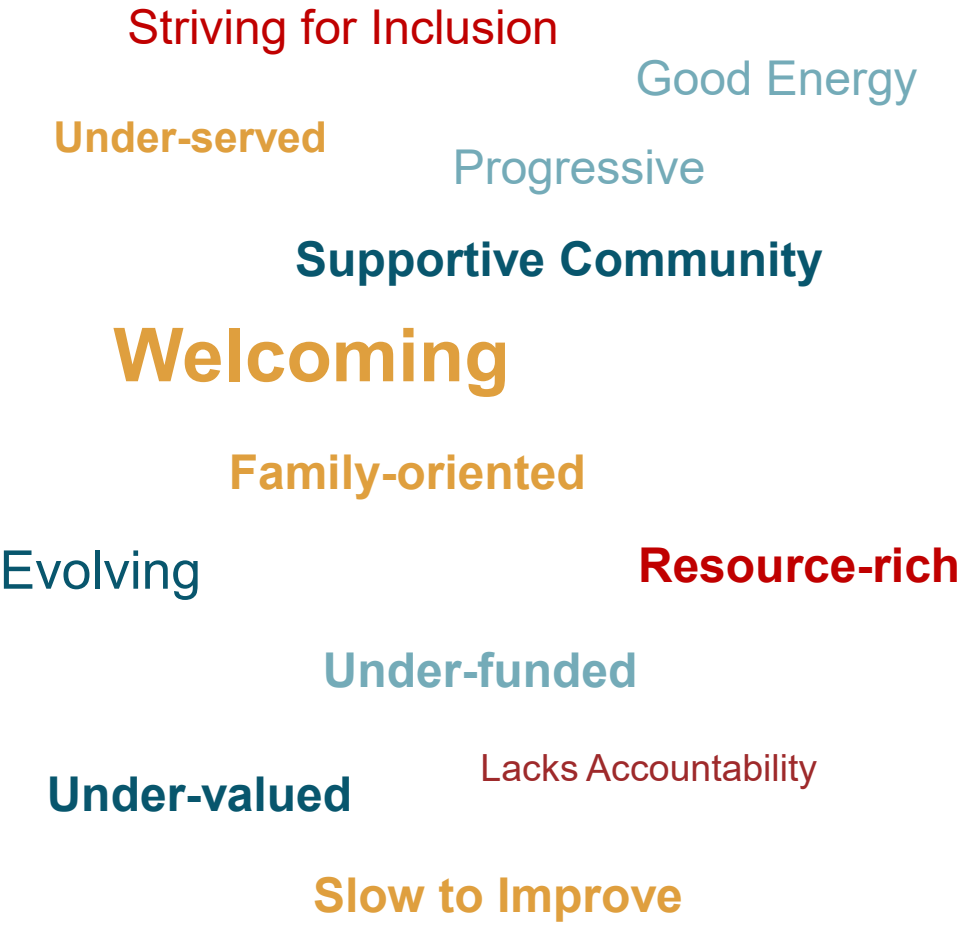 Striving for Inclusion
Good Energy
Under-served
Progressive
Supportive Community
Welcoming
Family-oriented
Evolving
Resource-rich
Under-funded
Lacks Accountability
Under-valued
Slow to Improve